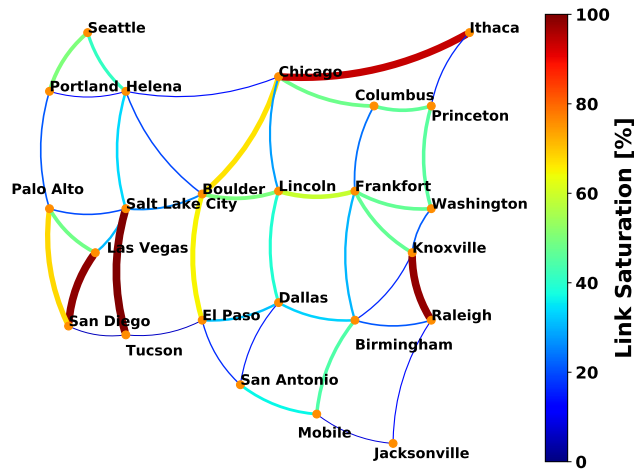 Seattle
Ithaca
100
Chicago
Portland
Helena
Columbus
Princeton
80
Palo Alto
Boulder
Lincoln
Frankfort
Salt Lake City
Washington
60
Las Vegas
Knoxville
40
San Diego
El Paso
Dallas
Raleigh
Tucson
Birmingham
20
San Antonio
Mobile
Jacksonville
0
Link Saturation [%]